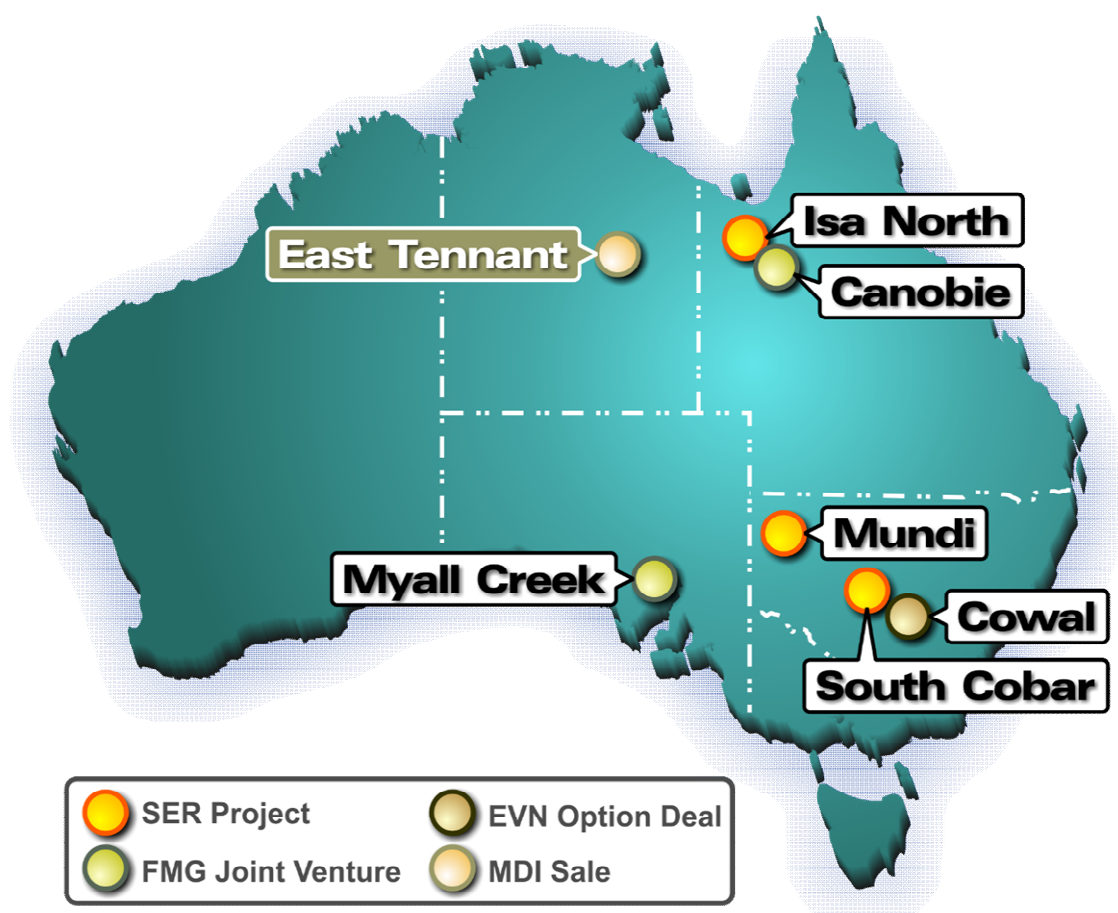 Isa North
East Tennant
Canobie
Mundi
Myall Creek
Cowal
South Cobar
SER Project
EVN Option Deal
FMG Joint Venture
MDI Sale